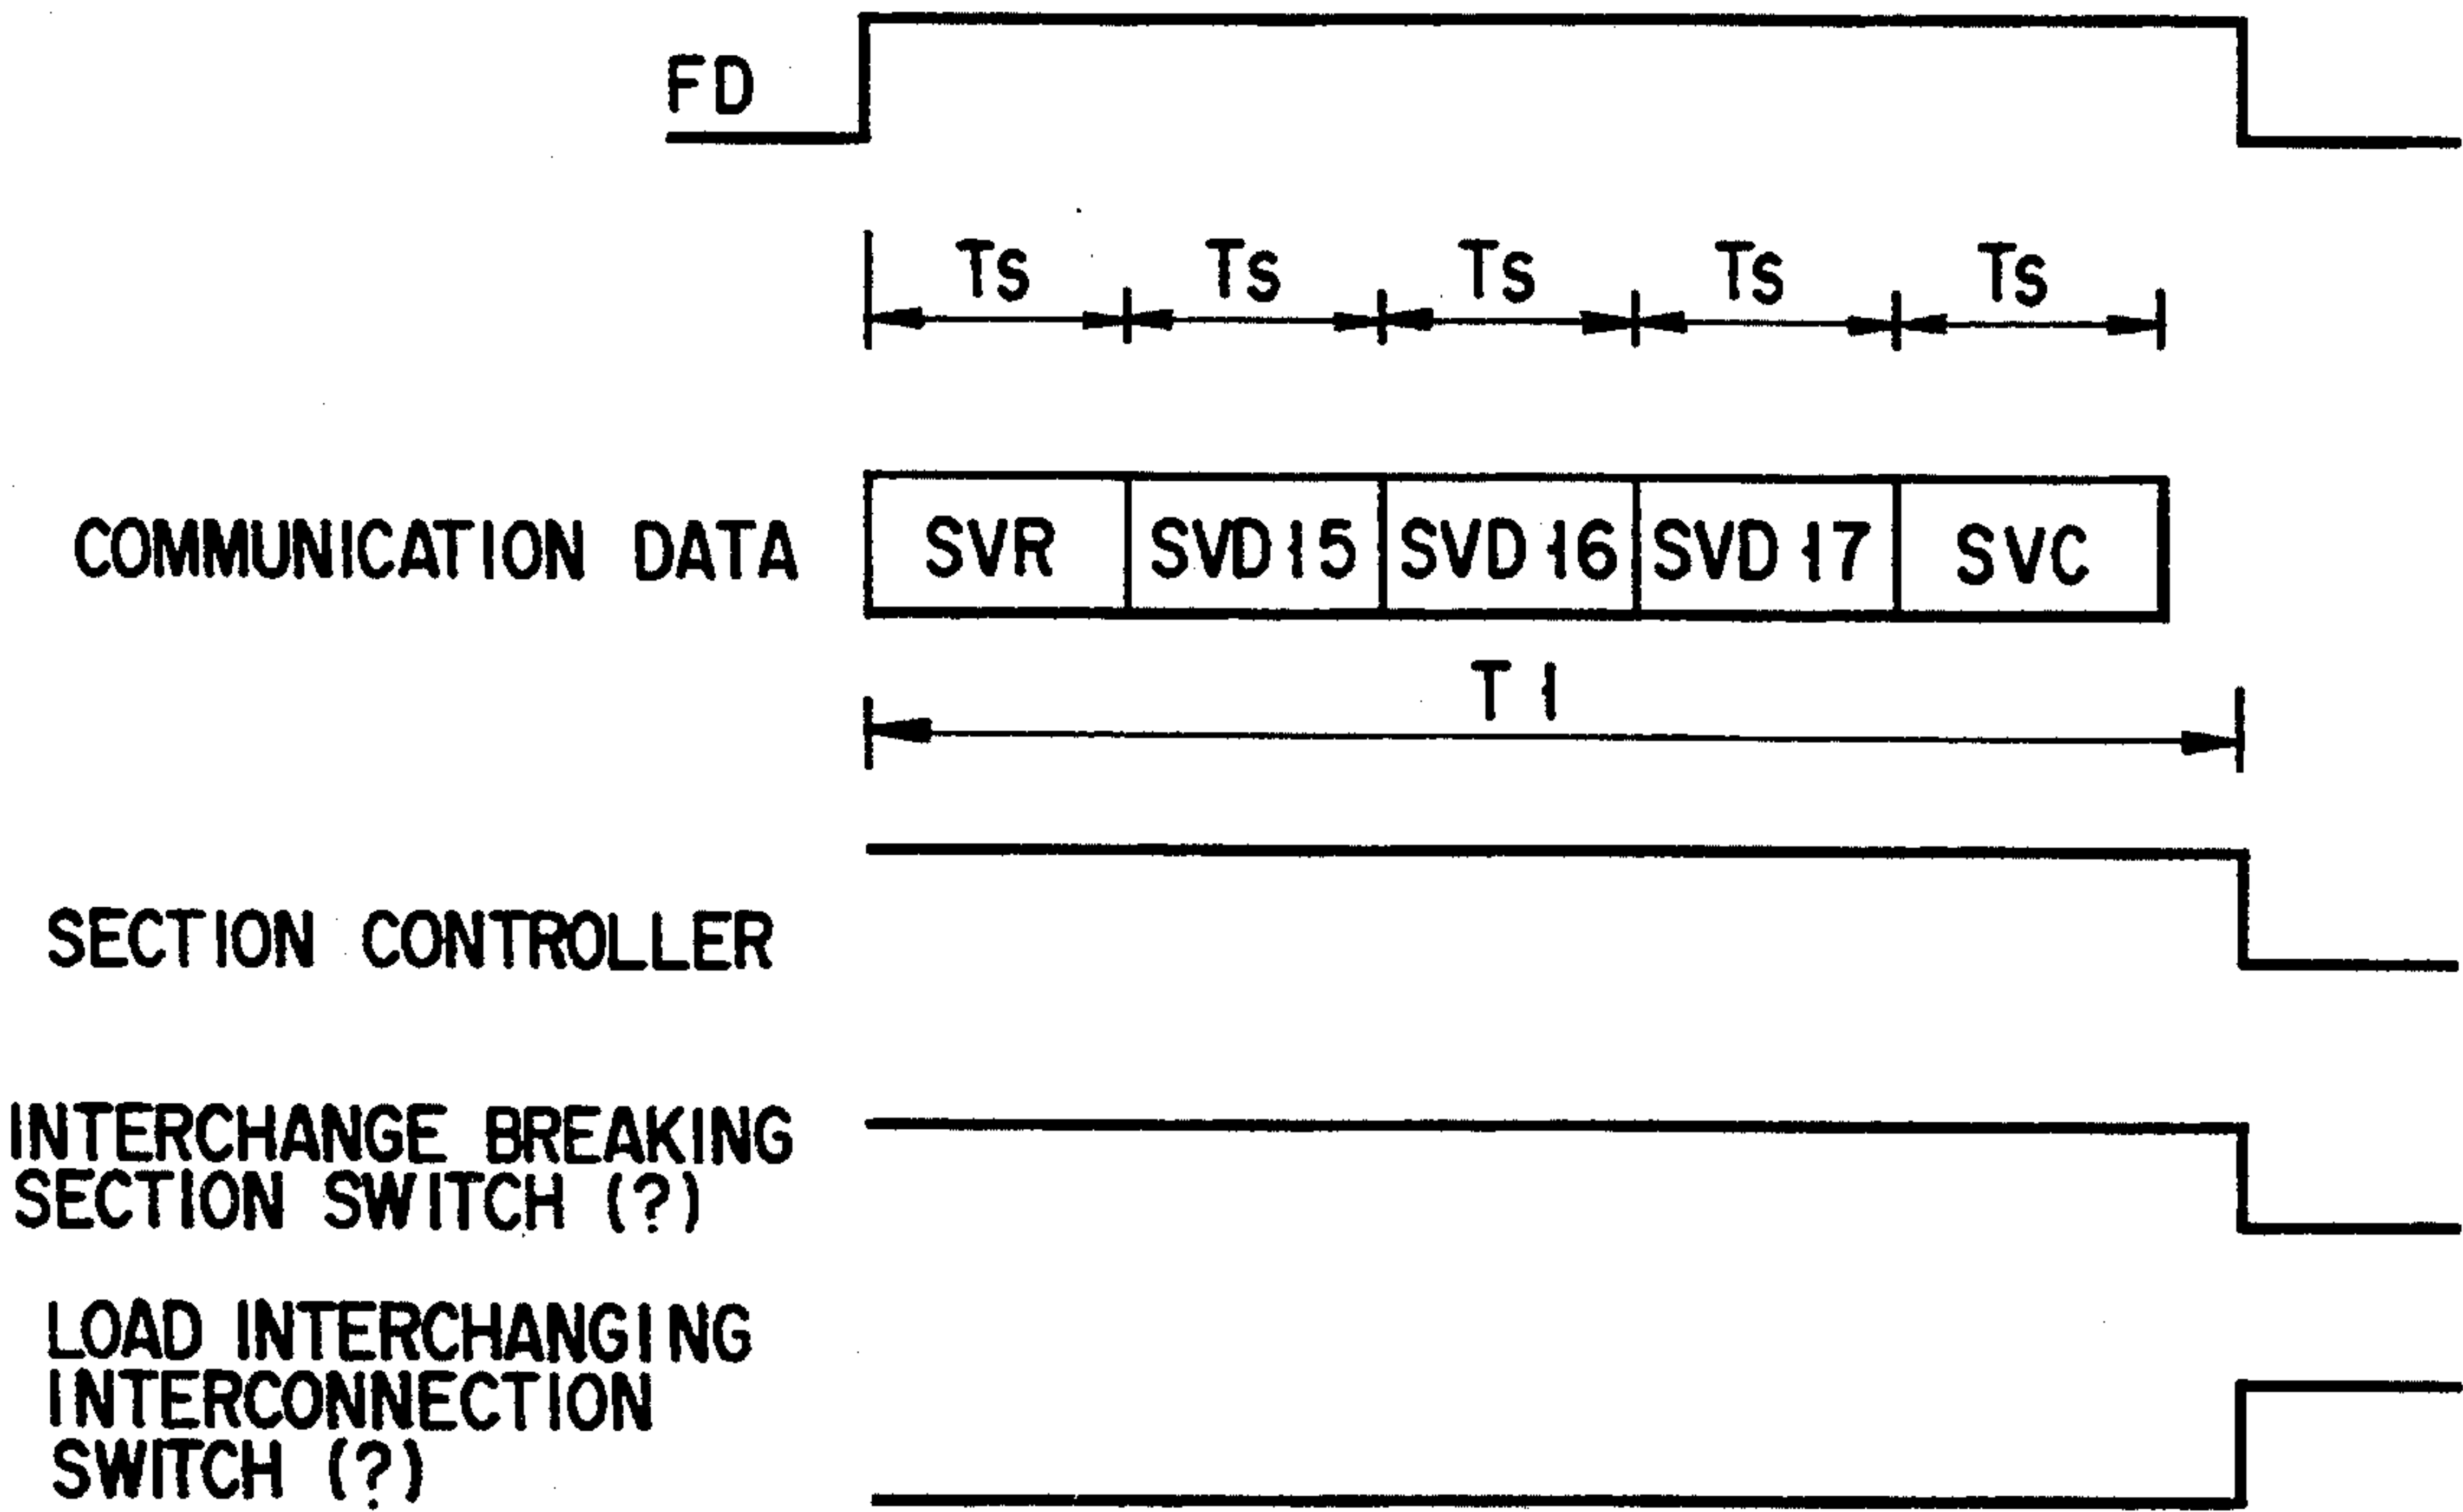 FD
Ts Ts Ts Ts Ts
COMMUNICATION DATA SVR SVD15 SVD16 SVD17 SVC
T1
SECTION CONTROLLER
INTERCHANGE BREAKING
SECTION SWITCH (?)
LOAD INTERCHANGING
INTERCONNECTION
SWITCH (?)